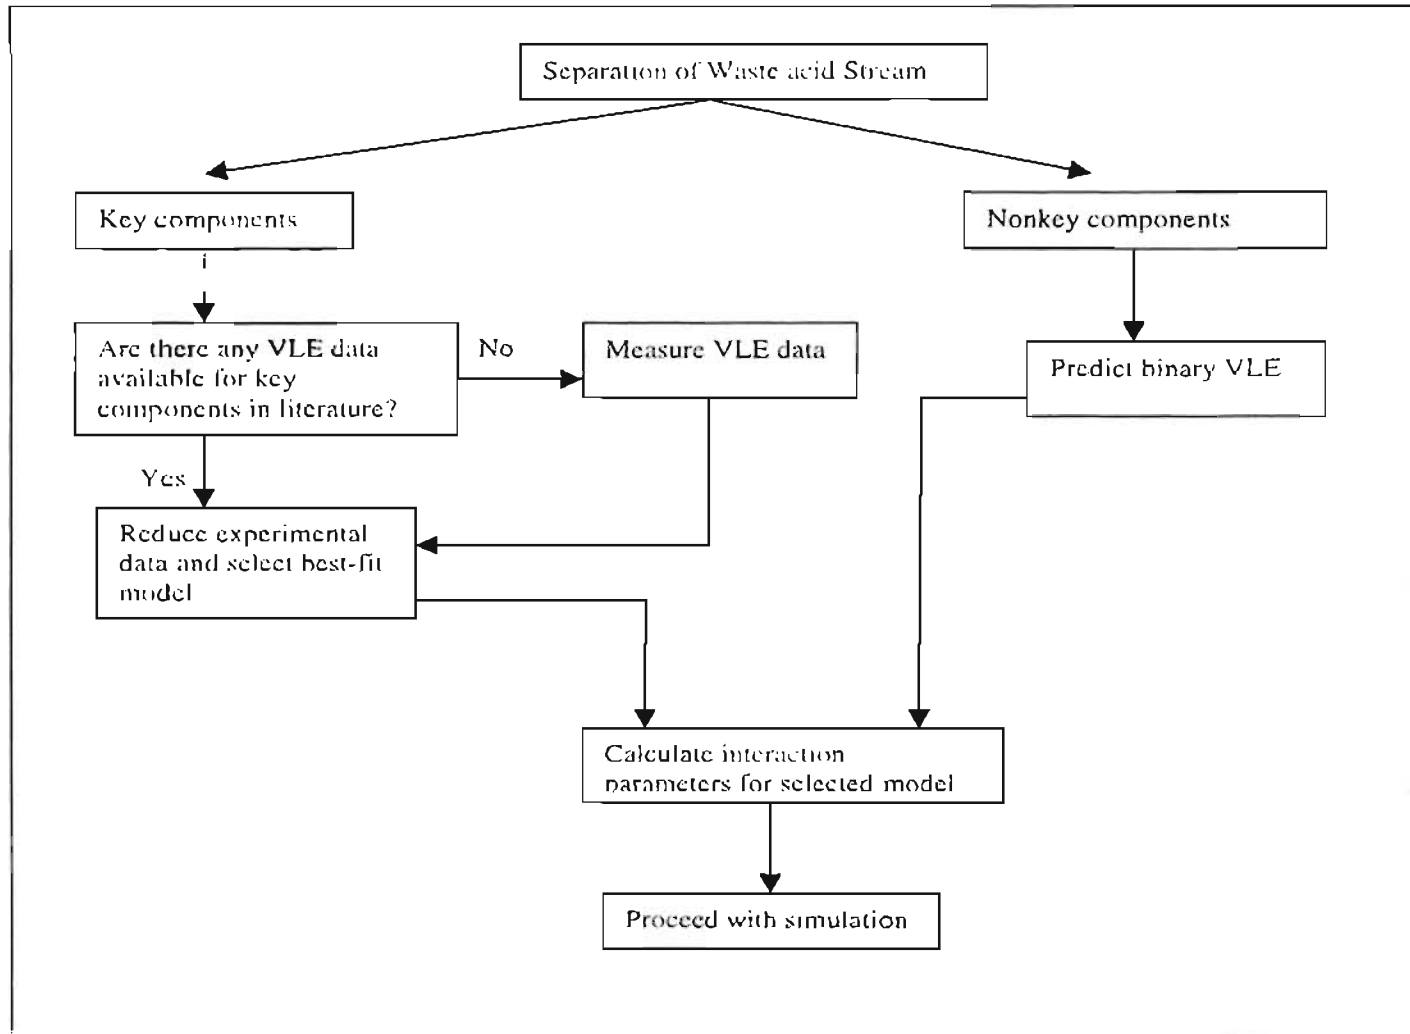 Separation of Waste acid Stream
Key components
Nonkey components
Are there any VLE data
available for key
components in literature?
No
Measure VLE data
Predict binary VLE
Yes
Reduce experimental
data and select best-fit
model
Calculate interaction
parameters for selected model
Proceed with simulation